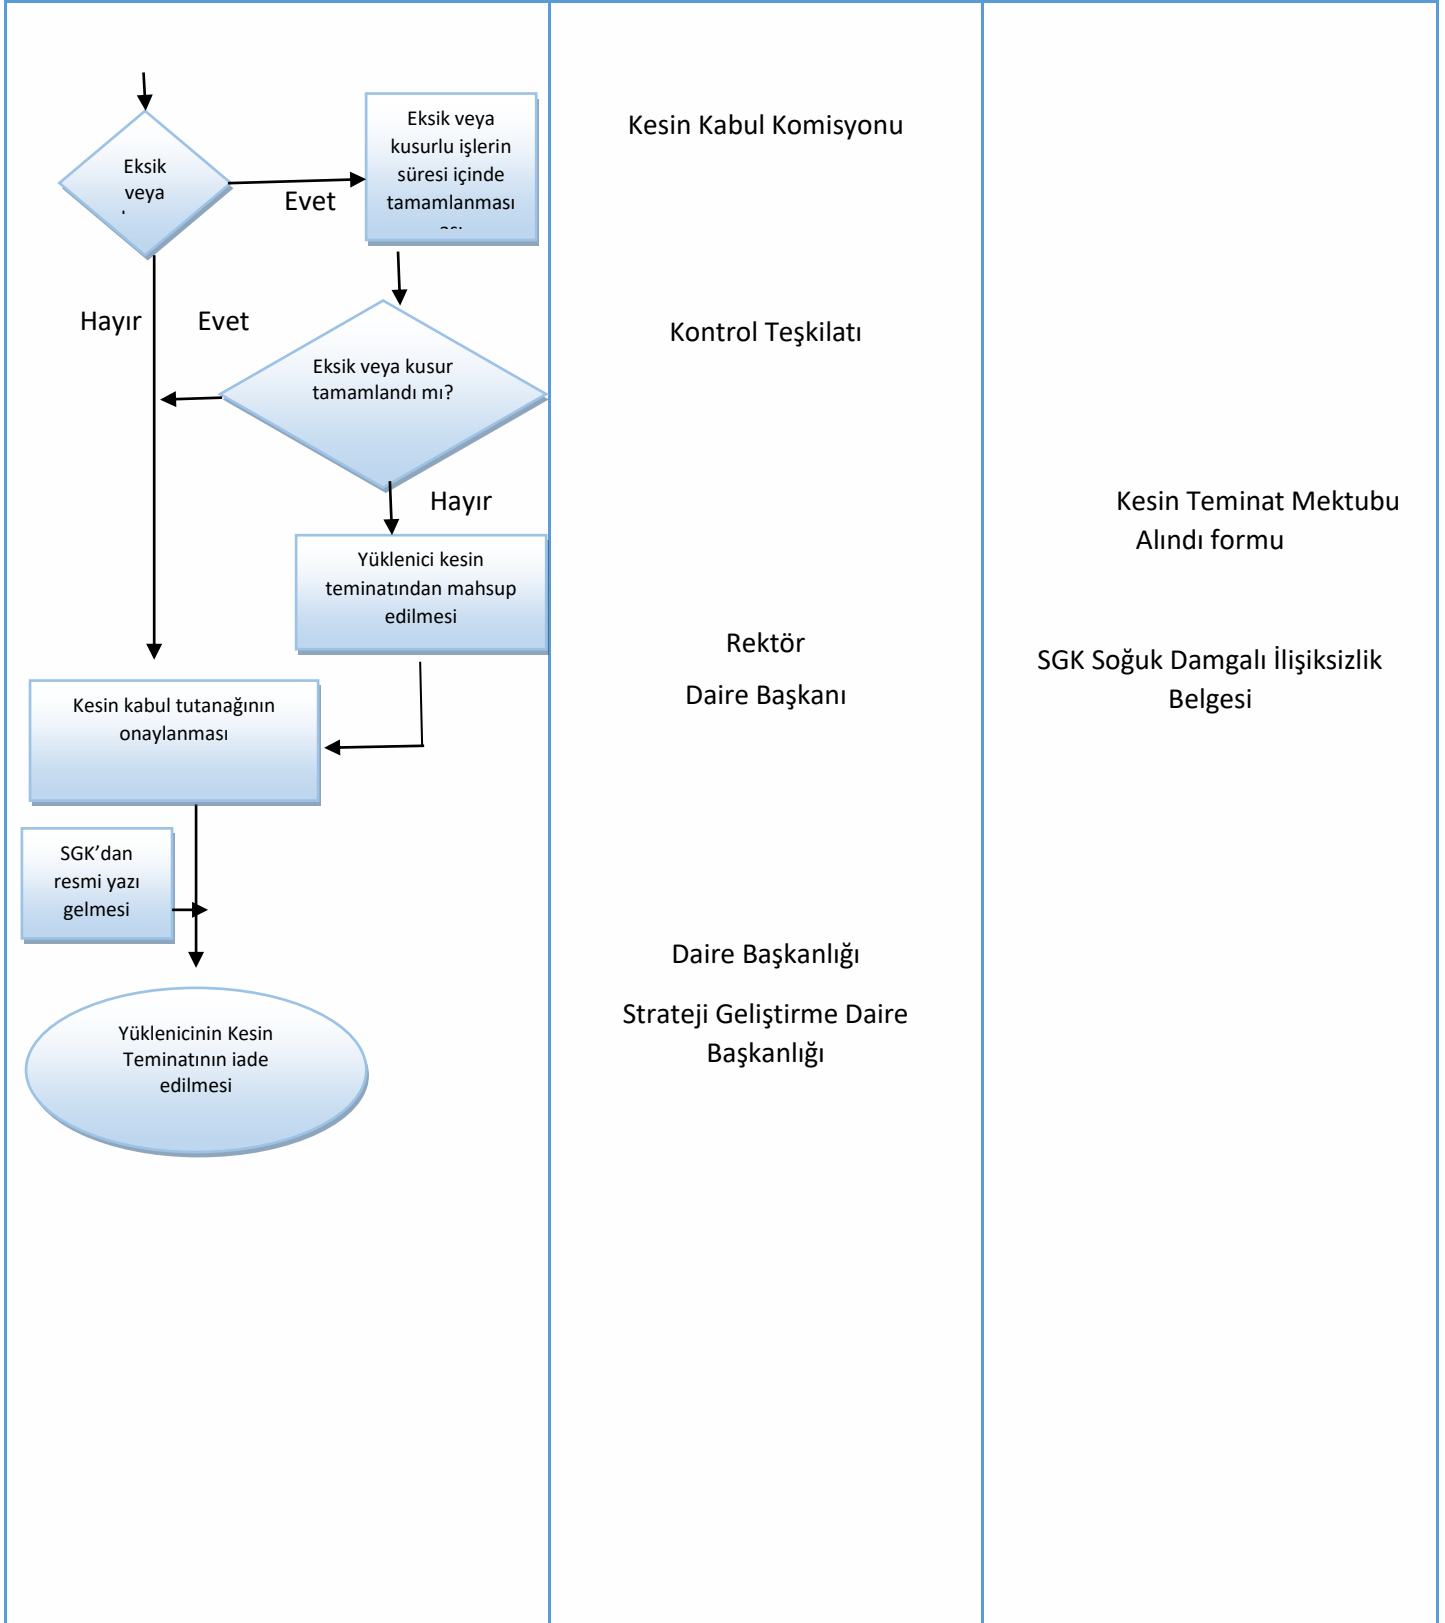 Eksik
veya
Evet
Eksik veya
kusurlu işlerin
süresi içinde
tamamlanması
Hayır
Evet
Eksik veya kusur
tamamlandı mı?
Hayır
Yüklenici kesin
teminatından mahsup
edilmesi
Kesin kabul tutanağının
onaylanması
SGK’dan
resmi yazı
gelmesi
Yüklenicinin Kesin
Teminatının iade
edilmesi
Kesin Kabul Komisyonu
Kontrol Teşkilatı
Rektör
Daire Başkanı
Daire Başkanlığı
Strateji Geliştirme Daire
Başkanlığı
Kesin Teminat Mektubu
Alındı formu
SGK Soğuk Damgalı İlişiksizlik
Belgesi